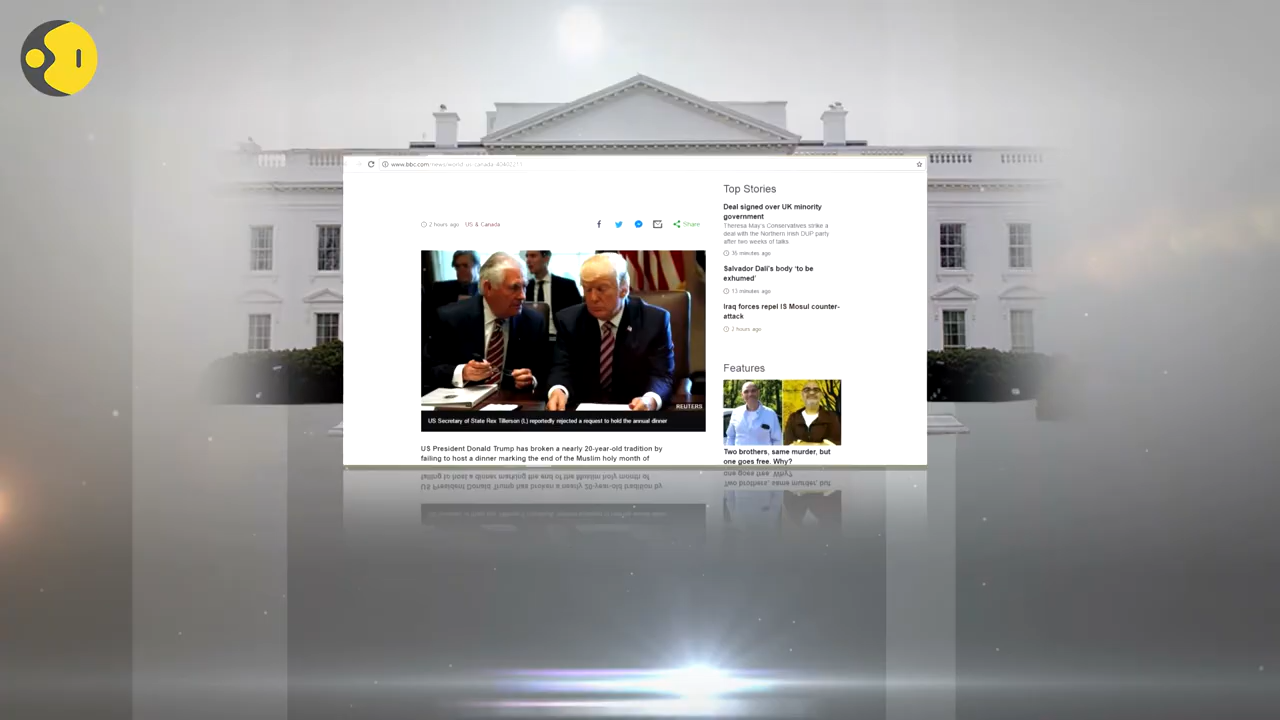 www.bbc.com/news/world-us-canada-40402211
2 hours ago US & Canada
Share
REUTERS
US Secretary of State Rex Tillerson (L) reportedly rejected a request to hold the annual dinner
US President Donald Trump has broken a nearly 20-year-old tradition by
failing to host a dinner marking the end of the Muslim holy month of
Top Stories
Deal signed over UK minority
government
Theresa May's Conservatives strike a
deal with the Northern Irish DUP party
after two weeks of talks.
minutes ago
Salvador Dali's body 'to be
exhumed'
13 minutes ago
Iraq forces repel IS Mosul counter-
attack
2 hours ago
Features
Two brothers, same murder, but
one goes free. Why?